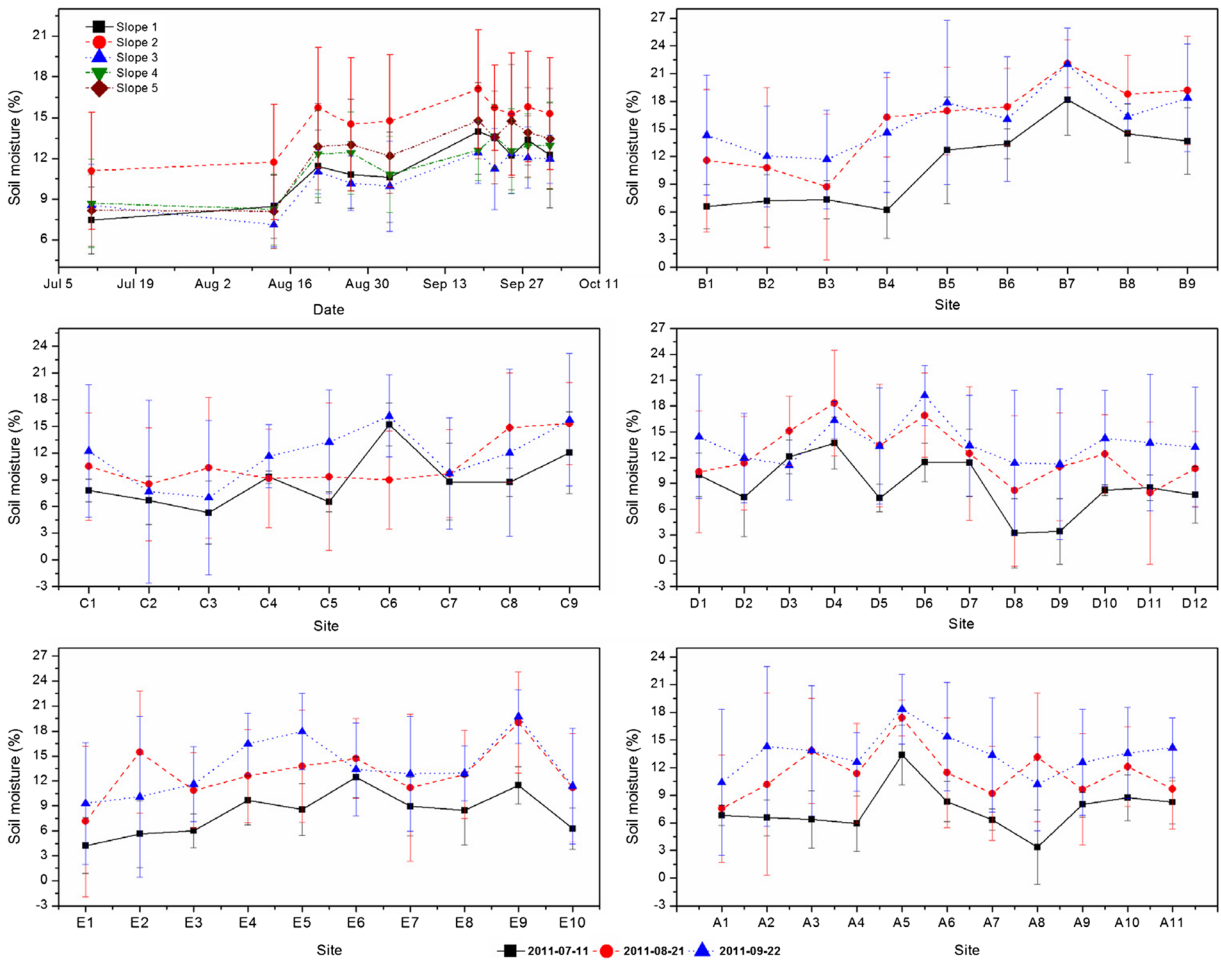 Slope 1
Slope 2
Slope 3
Slope 4
Slope 5
Soil moisture (%)
21
18
15
12
9
6
Jul 5 Jul 19 Aug 2 Aug 16 Aug 30 Sep 13 Sep 27 Oct 11
Date
Soil moisture (%)
27
24
21
18
15
12
9
6
3
0
B1 B2 B3 B4 B5 B6 B7 B8 B9
Site
Soil moisture (%)
24
21
18
15
12
9
6
3
0
-3
C1 C2 C3 C4 C5 C6 C7 C8 C9
Site
Soil moisture (%)
27
24
21
18
15
12
9
6
3
0
-3
D1 D2 D3 D4 D5 D6 D7 D8 D9 D10 D11 D12
Site
Soil moisture (%)
27
24
21
18
15
12
9
6
3
0
-3
E1 E2 E3 E4 E5 E6 E7 E8 E9 E10
Site
Soil moisture (%)
24
21
18
15
12
9
6
3
0
-3
A1 A2 A3 A4 A5 A6 A7 A8 A9 A10 A11
Site
2011-07-11 2011-08-21 2011-09-22